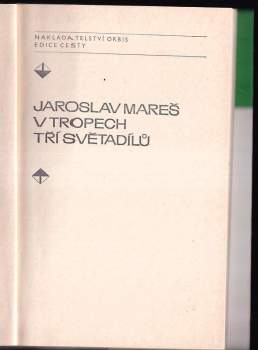 NAKLADATELSTVÍ ORBIS
EDICE CESTY
JAROSLAV MAREŠ
V TROPECH
TŘÍ SVĚTADÍLŮ